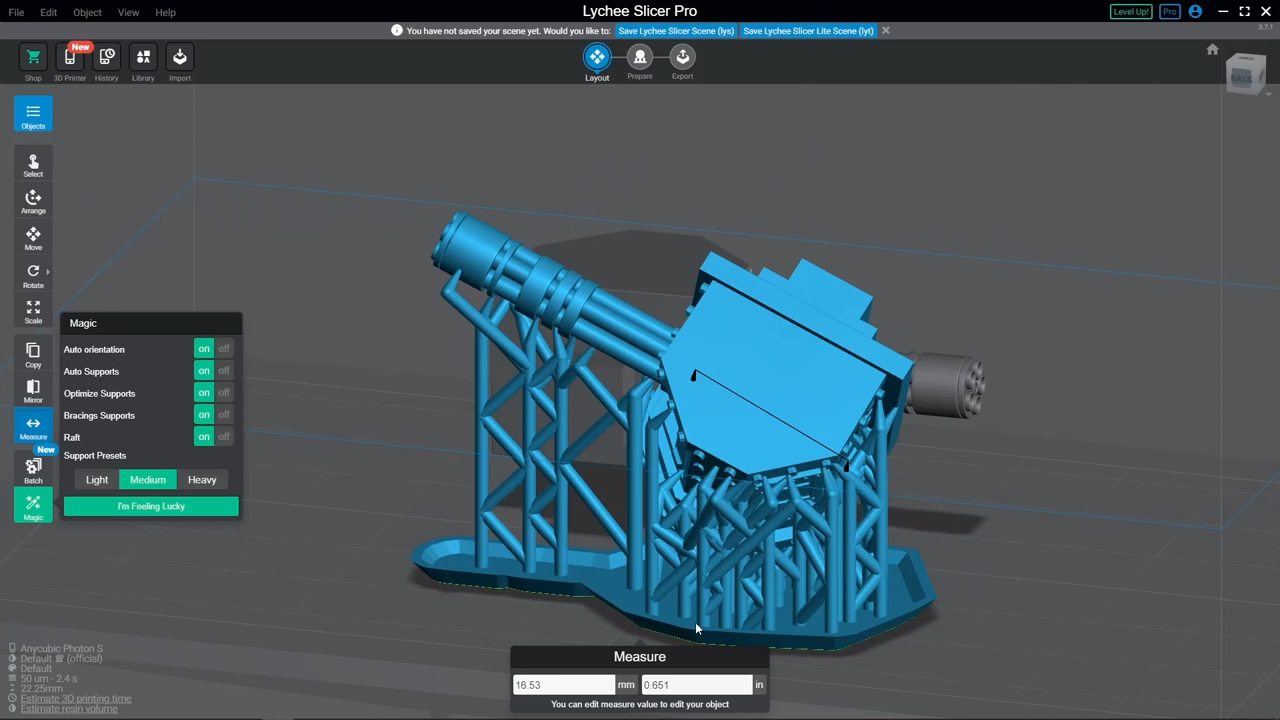 File Edit Object View Help
Lychee Slicer Pro
Level Up! Pro
3.7.1
You have not saved your scene yet. Would you like to: Save Lychee Slicer Scene (lys) Save Lychee Slicer Lite Scene (lyt)
New
Shop 3D Printer History Library Import
Layout Prepare Export
BACK
Objects
Select
Arrange
Move
Rotate
Scale
Copy
Mirror
Measure
New
Batch
Magic
Magic
Auto orientation on off
Auto Supports on off
Optimize Supports on off
Bracings Supports on off
Raft on off
Support Presets
Light Medium Heavy
I'm Feeling Lucky
Anycubic Photon S
Default (official)
Default
50 um - 2.4 s
22.25mm
Estimate 3D printing time
Estimate resin volume
Measure
16.53 mm 0.651 in
You can edit measure value to edit your object